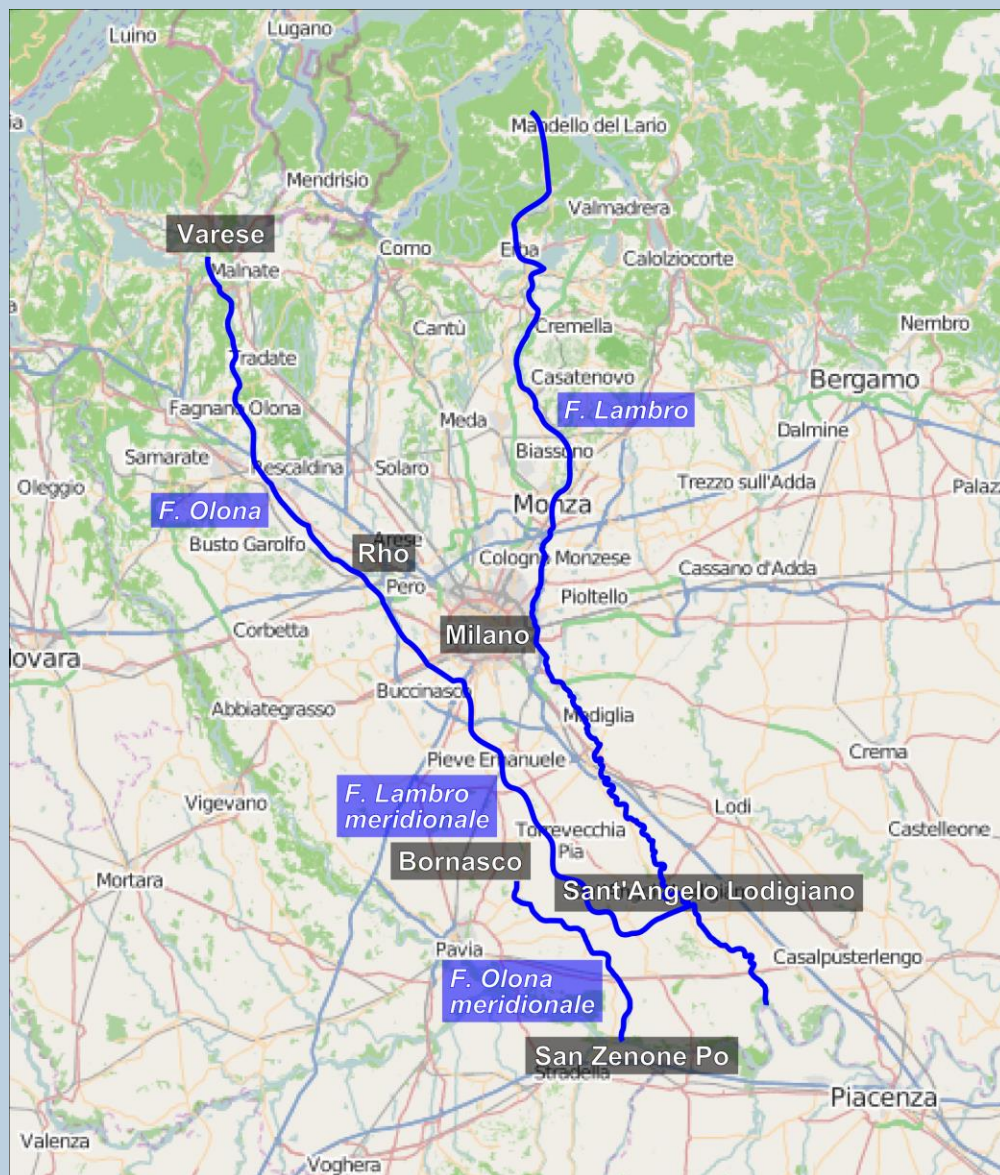 Luino
Lugano
ia
Mandello del Lario
Mendrisio
Valmadrera
Varese
Como
Erba
Calolziocorte
Malnate
a
Cantù
Cremella
Nembro
Tradate
Casatenovo
Bergamo
Fagnano Olona
F. Lambro
Meda
Dalmine
Samarate
Rescaldina
Solaro
Biassono
Oleggio
Trezzo sull'Adda
Palaz
F. Olona
Monza
Busto Garolfo
Arese
Rho
Cologno Monzese
Cassano d'Adda
Pero
Pioltello
Corbetta
Milano
lovara
Buccinasco
Abbiategrasso
Mediglia
Crema
Pieve Emanuele
Vigevano
F. Lambro
meridionale
Lodi
Torrevecchia
Pia
Castelleone
Bornasco
Mortara
Sant'Angelo Lodigiano
Pavia
Casalpusterlengo
F. Olona
meridionale
San Zenone Po
Stradella
Piacenza
Valenza
Voghera